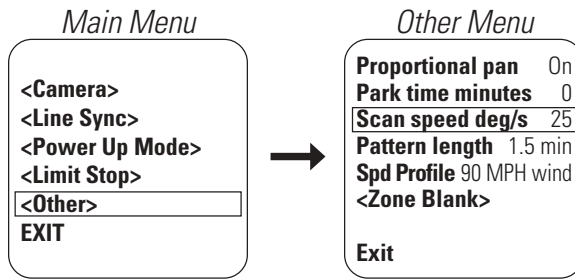 Main Menu
<Camera>
<Line Sync>
<Power Up Mode>
<Limit Stop>
<Other>
EXIT
Other Menu
Proportional pan On
Park time minutes 0
Scan speed deg/s 25
Pattern length 1.5 min
Spd Profile 90 MPH wind
<Zone Blank>
Exit